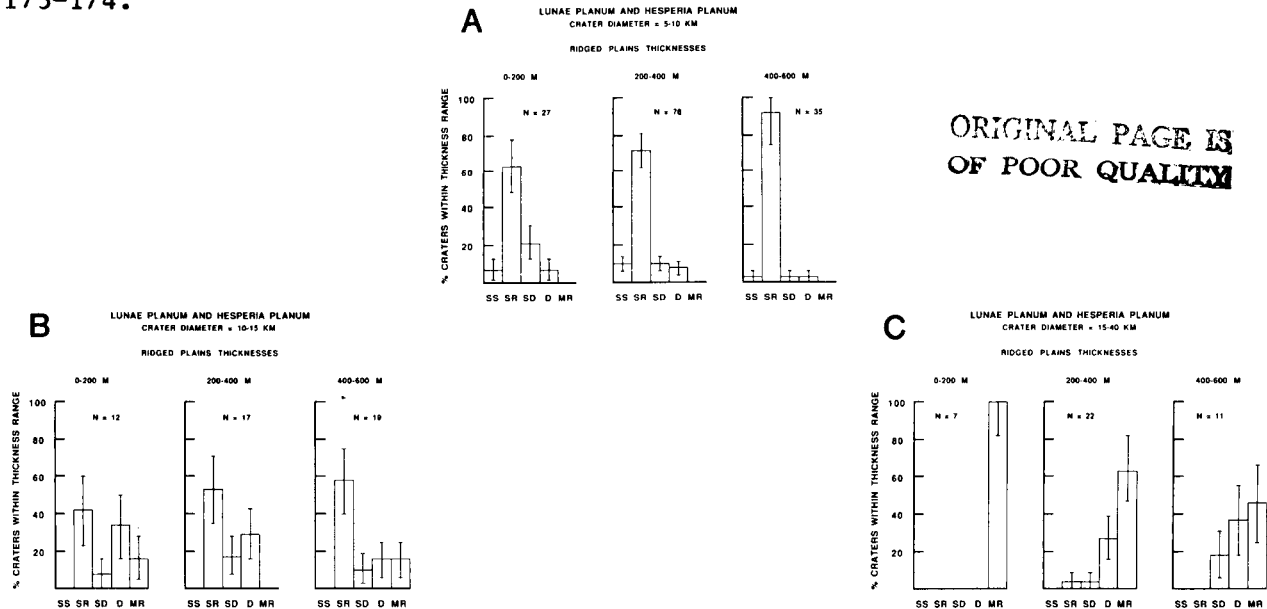 173-174.
A
LUNAE PLANUM AND HESPERIA PLANUM
CRATER DIAMETER = 5-10 KM
RIDGED PLAINS THICKNESSES
0-200 M
200-400 M
400-600 M
% CRATERS WITHIN THICKNESS RANGE
100
80
60
40
20
N = 27
N = 78
N = 35
SS SR SD D MR
SS SR SD D MR
SS SR SD D MR
ORIGINAL PAGE IS
OF POOR QUALITY
B
LUNAE PLANUM AND HESPERIA PLANUM
CRATER DIAMETER = 10-15 KM
RIDGED PLAINS THICKNESSES
0-200 M
200-400 M
400-600 M
% CRATERS WITHIN THICKNESS RANGE
100
80
60
40
20
N = 12
N = 17
N = 19
SS SR SD D MR
SS SR SD D MR
SS SR SD D MR
C
LUNAE PLANUM AND HESPERIA PLANUM
CRATER DIAMETER = 15-40 KM
RIDGED PLAINS THICKNESSES
0-200 M
200-400 M
400-600 M
% CRATERS WITHIN THICKNESS RANGE
100
80
60
40
20
N = 7
N = 22
N = 11
SS SR SD D MR
SS SR SD D MR
SS SR SD D MR